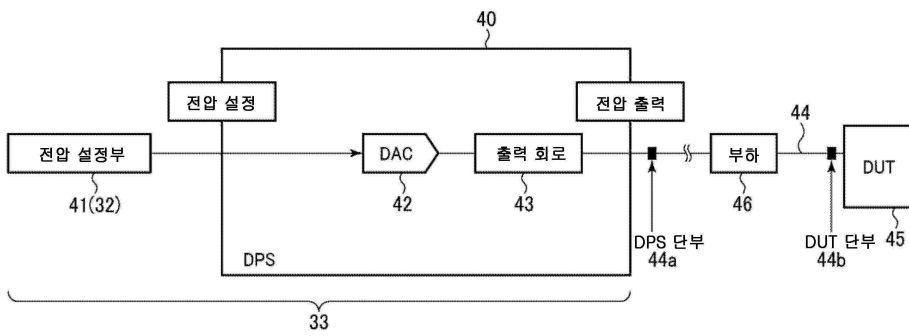 40
전압 설정
전압 출력
44
전압 설정부
DAC
출력 회로
부하
DUT
41(32)
42
43
46
45
DPS
DPS 단부
44a
DUT 단부
44b
33